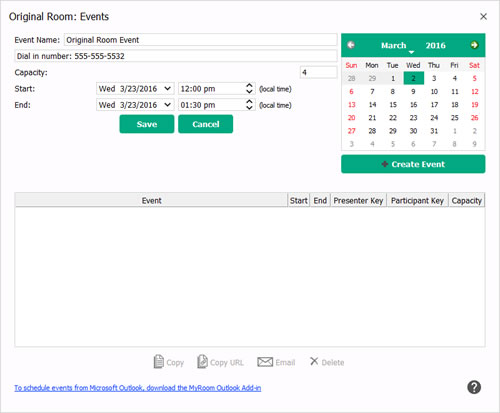 Original Room: Events
Event Name: Original Room Event
Dial in number: 555-555-5532
Capacity: 4
Start: Wed 3/23/2016 12:00 pm (local time)
End: Wed 3/23/2016 01:30 pm (local time)
Save Cancel
March 2016
Sun Mon Tue Wed Thu Fri Sat
28 29 1 2 3 4 5
6 7 8 9 10 11 12
13 14 15 16 17 18 19
20 21 22 23 24 25 26
27 28 29 30 31 1 2
3 4 5 6 7 8 9
Create Event
Event Start End Presenter Key Participant Key Capacity
Copy Copy URL Email Delete
To schedule events from Microsoft Outlook, download the MyRoom Outlook Add-in
?